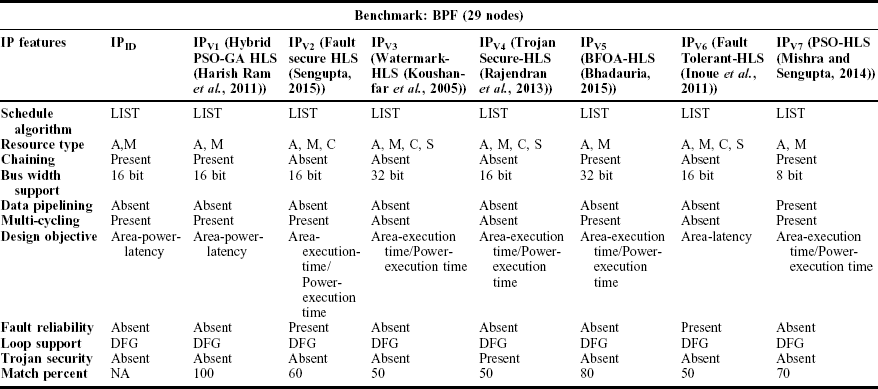 Benchmark: BPF (29 nodes)
IP features IP_ID IP_V1 (Hybrid IP_V2 (Fault IP_V3 IP_V4 (Trojan IP_V5 IP_V6 (Fault IP_V7 (PSO-HLS
PSO-GA HLS secure HLS (Watermark- Secure-HLS (BFOA-HLS Tolerant-HLS (Mishra and
(Harish Ram (Sengupta, HLS (Koushan- (Rajendran (Bhadauria, (Inoue et al., Sengupta, 2014))
et al., 2011)) 2015)) far et al., 2005)) et al., 2013)) 2015)) 2011))
Schedule LIST LIST LIST LIST LIST LIST LIST LIST
algorithm
Resource type A,M A, M A, M, C A, M, C, S A, M, C, S A, M A, M, C, S A, M
Chaining Present Present Absent Absent Absent Present Absent Present
Bus width 16 bit 16 bit 16 bit 32 bit 16 bit 32 bit 16 bit 8 bit
support
Data pipelining Absent Absent Absent Absent Absent Absent Absent Present
Multi-cycling Present Present Present Absent Absent Present Absent Present
Design objective Area-power- Area-power- Area- Area-execution Area-execution Area-execution Area-latency Area-execution
latency latency execution- time/Power- time/Power- time/Power- time/Power-
time/ execution time execution execution time execution time
Power- time
execution
time
Fault reliability Absent Absent Present Absent Absent Absent Present Absent
Loop support DFG DFG DFG DFG DFG DFG DFG DFG
Trojan security Absent Absent Absent Absent Present Absent Absent Absent
Match percent NA 100 60 50 50 80 50 70